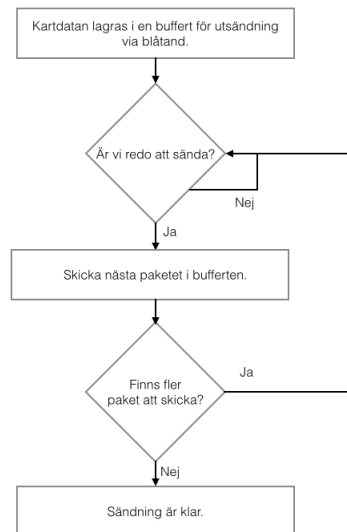 Kartdatan lagras i en buffert för utsändning
via blåtand.
Är vi redo att sända?
Nej
Ja
Skicka nästa paketet i bufferten.
Ja
Finns fler
paket att skicka?
Nej
Sändning är klar.